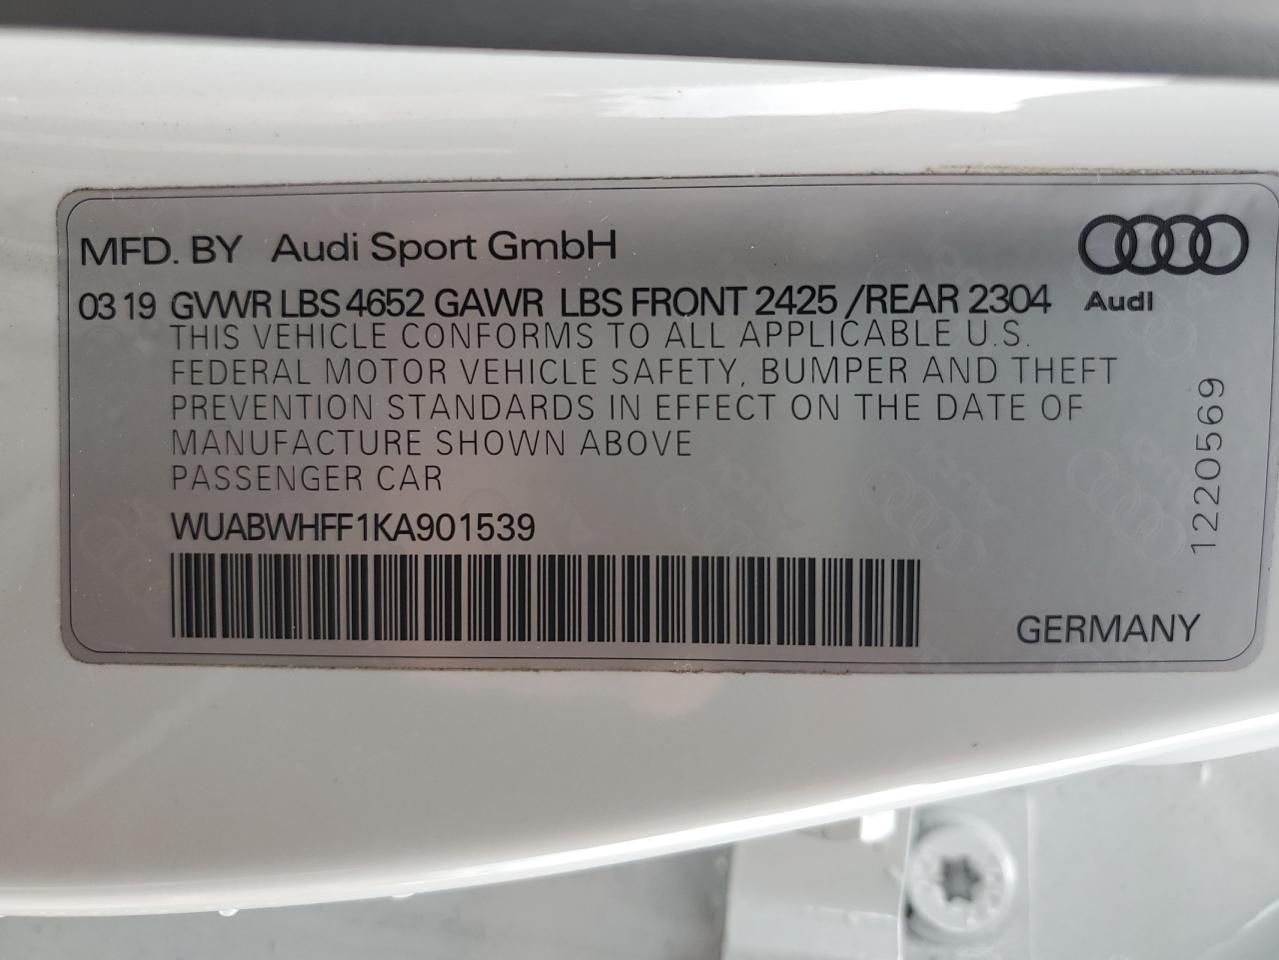 MFD. BY Audi Sport GmbH
03 19 GVWR LBS 4652 GAWR LBS FRONT 2425 /REAR 2304
Audi
THIS VEHICLE CONFORMS TO ALL APPLICABLE U.S.
FEDERAL MOTOR VEHICLE SAFETY, BUMPER AND THEFT
PREVENTION STANDARDS IN EFFECT ON THE DATE OF
MANUFACTURE SHOWN ABOVE
PASSENGER CAR
WUABWHFF1KA901539
1220569
GERMANY